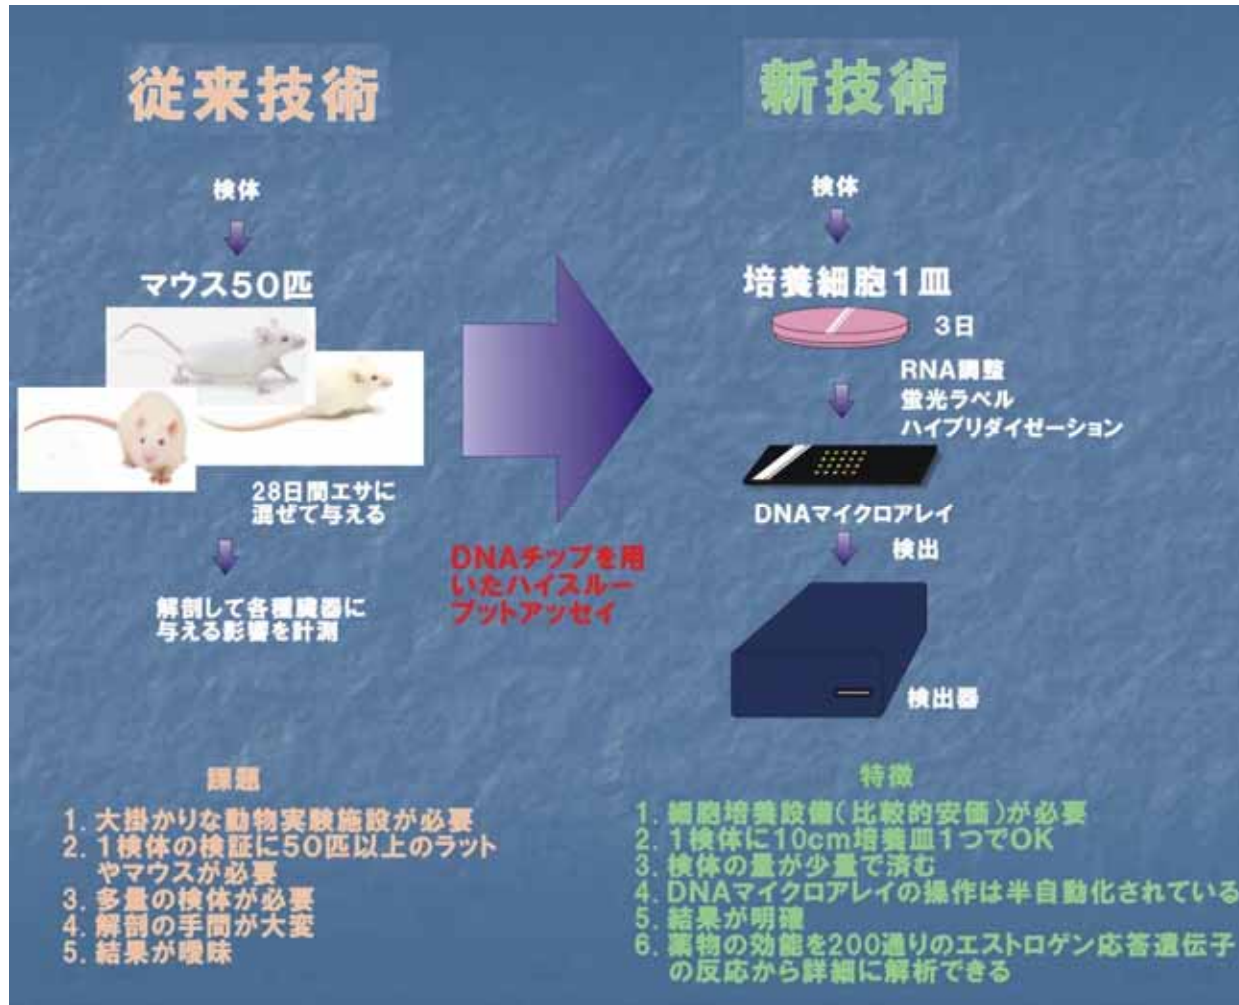 従来技術
検体
マウス50匹
28日間エサに
混ぜて与える
解剖して各種臓器に
与える影響を計測
DNAチップを用
いたハイスルー
プットアッセイ
新技術
検体
培養細胞1皿
3日
RNA調整
蛍光ラベル
ハイブリダイゼーション
DNAマイクロアレイ
検出
検出器
課題
1. 大掛かりな動物実験施設が必要
2. 1検体の検証に50匹以上のラット
やマウスが必要
3. 多量の検体が必要
4. 解剖の手間が大変
5. 結果が曖昧
特徴
1. 細胞培養設備(比較的安価)が必要
2. 1検体に10cm培養皿1つでOK
3. 検体の量が少量で済む
4. DNAマイクロアレイの操作は半自動化されている
5. 結果が明確
6. 薬物の効能を200通りのエストロゲン応答遺伝子
の反応から詳細に解析できる